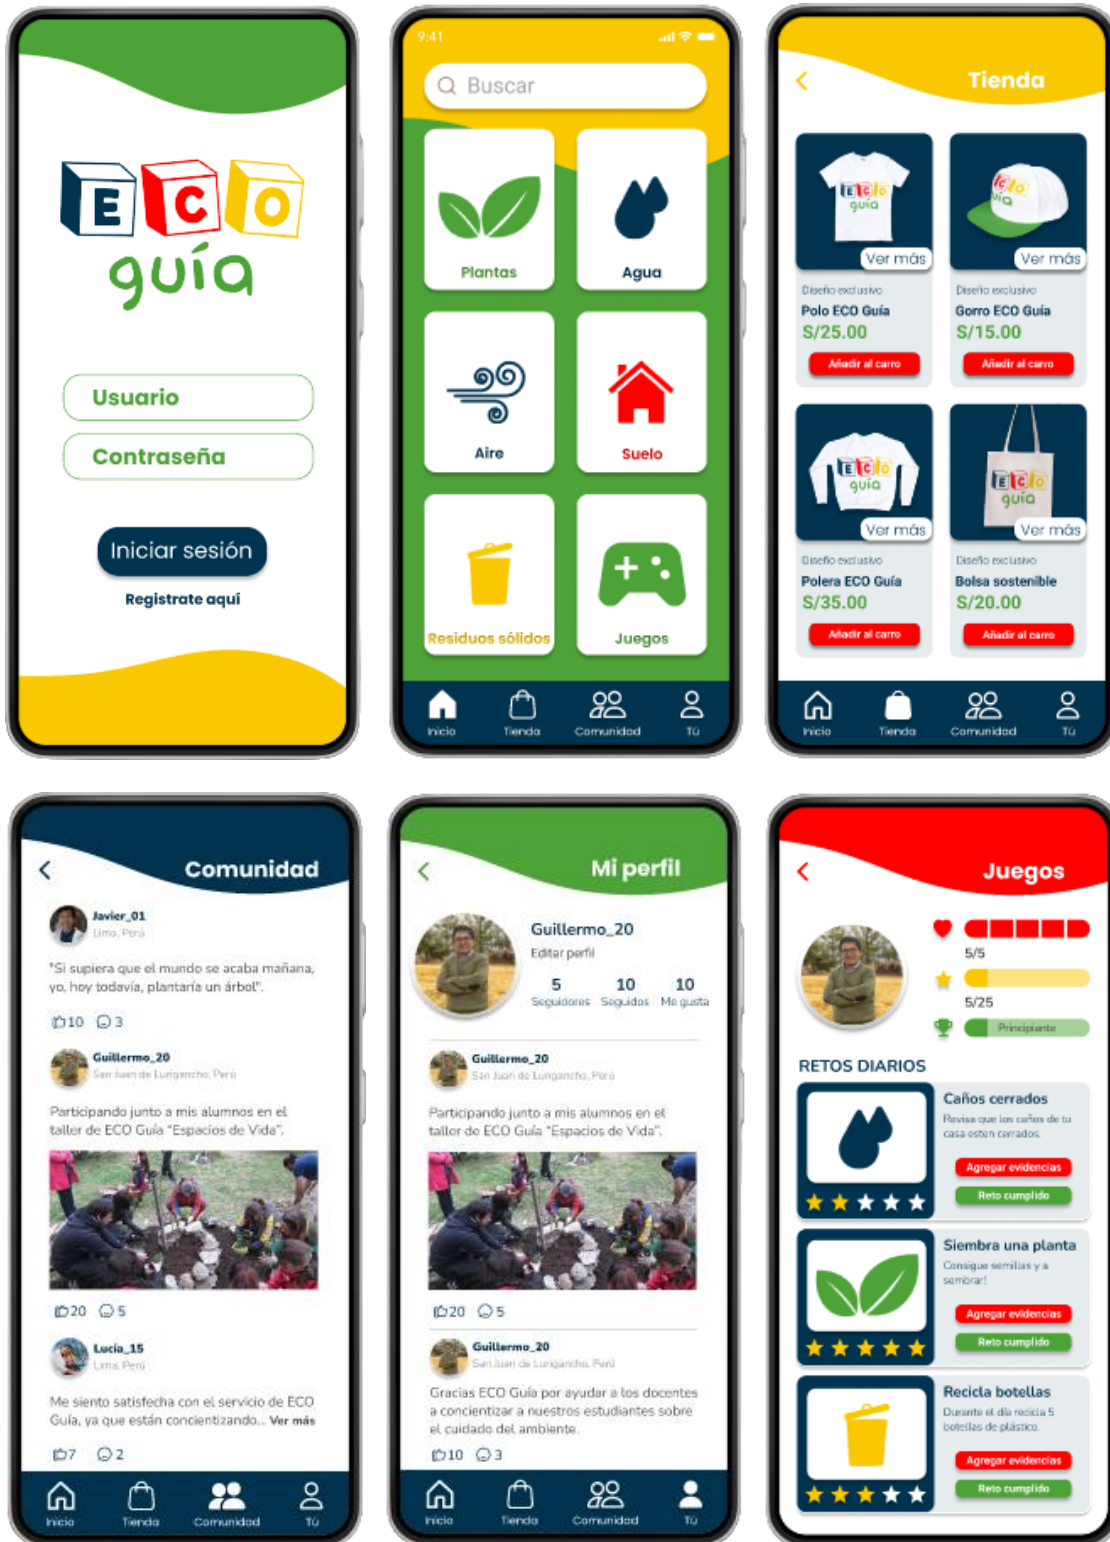 ECO
guía
Usuario
Contraseña
Iniciar sesión
Registrate aquí
9:41
Buscar
Plantas
Agua
Aire
Suelo
Residuos sólidos
Juegos
Inicio
Tienda
Comunidad
Tú
Tienda
ECO
guía
Ver más
ECO
guía
Ver más
Diseño exclusivo
Polo ECO Guía
S/25.00
Añadir al carro
Diseño exclusivo
Gorro ECO Guía
S/15.00
Añadir al carro
ECO
guía
Ver más
ECO
guía
Ver más
Diseño exclusivo
Polera ECO Guía
S/35.00
Añadir al carro
Diseño exclusivo
Bolsa sostenible
S/20.00
Añadir al carro
Inicio
Tienda
Comunidad
Tú
Comunidad
Javier_01
Lima, Perú
"Si supiera que el mundo se acaba mañana,
yo, hoy todavía, plantaría un árbol".
10 3
Guillermo_20
San Juan de Lurigancho, Perú
Participando junto a mis alumnos en el
taller de ECO Guía "Espacios de Vida".
20 5
Lucía_15
Lima, Perú
Me siento satisfecha con el servicio de ECO
Guía, ya que están concientizando... Ver más
7 2
Inicio
Tienda
Comunidad
Tú
Mi perfil
Guillermo_20
Editar perfil
5 10 10
Seguidores Seguidos Me gusta
Guillermo_20
San Juan de Lurigancho, Perú
Participando junto a mis alumnos en el
taller de ECO Guía "Espacios de Vida".
20 5
Guillermo_20
San Juan de Lurigancho, Perú
Gracias ECO Guía por ayudar a los docentes
a concientizar a nuestros estudiantes sobre
el cuidado del ambiente.
10 3
Inicio
Tienda
Comunidad
Tú
Juegos
5/5
5/25
Principiante
RETOS DIARIOS
Caños cerrados
Revisa que los caños de tu
casa esten cerrados.
Agregar evidencias
Reto cumplido
Siembra una planta
Consigue semillas y a
sembrar!
Agregar evidencias
Reto cumplido
Recicla botellas
Durante el día recicla 5
botellas de plástico.
Agregar evidencias
Reto cumplido